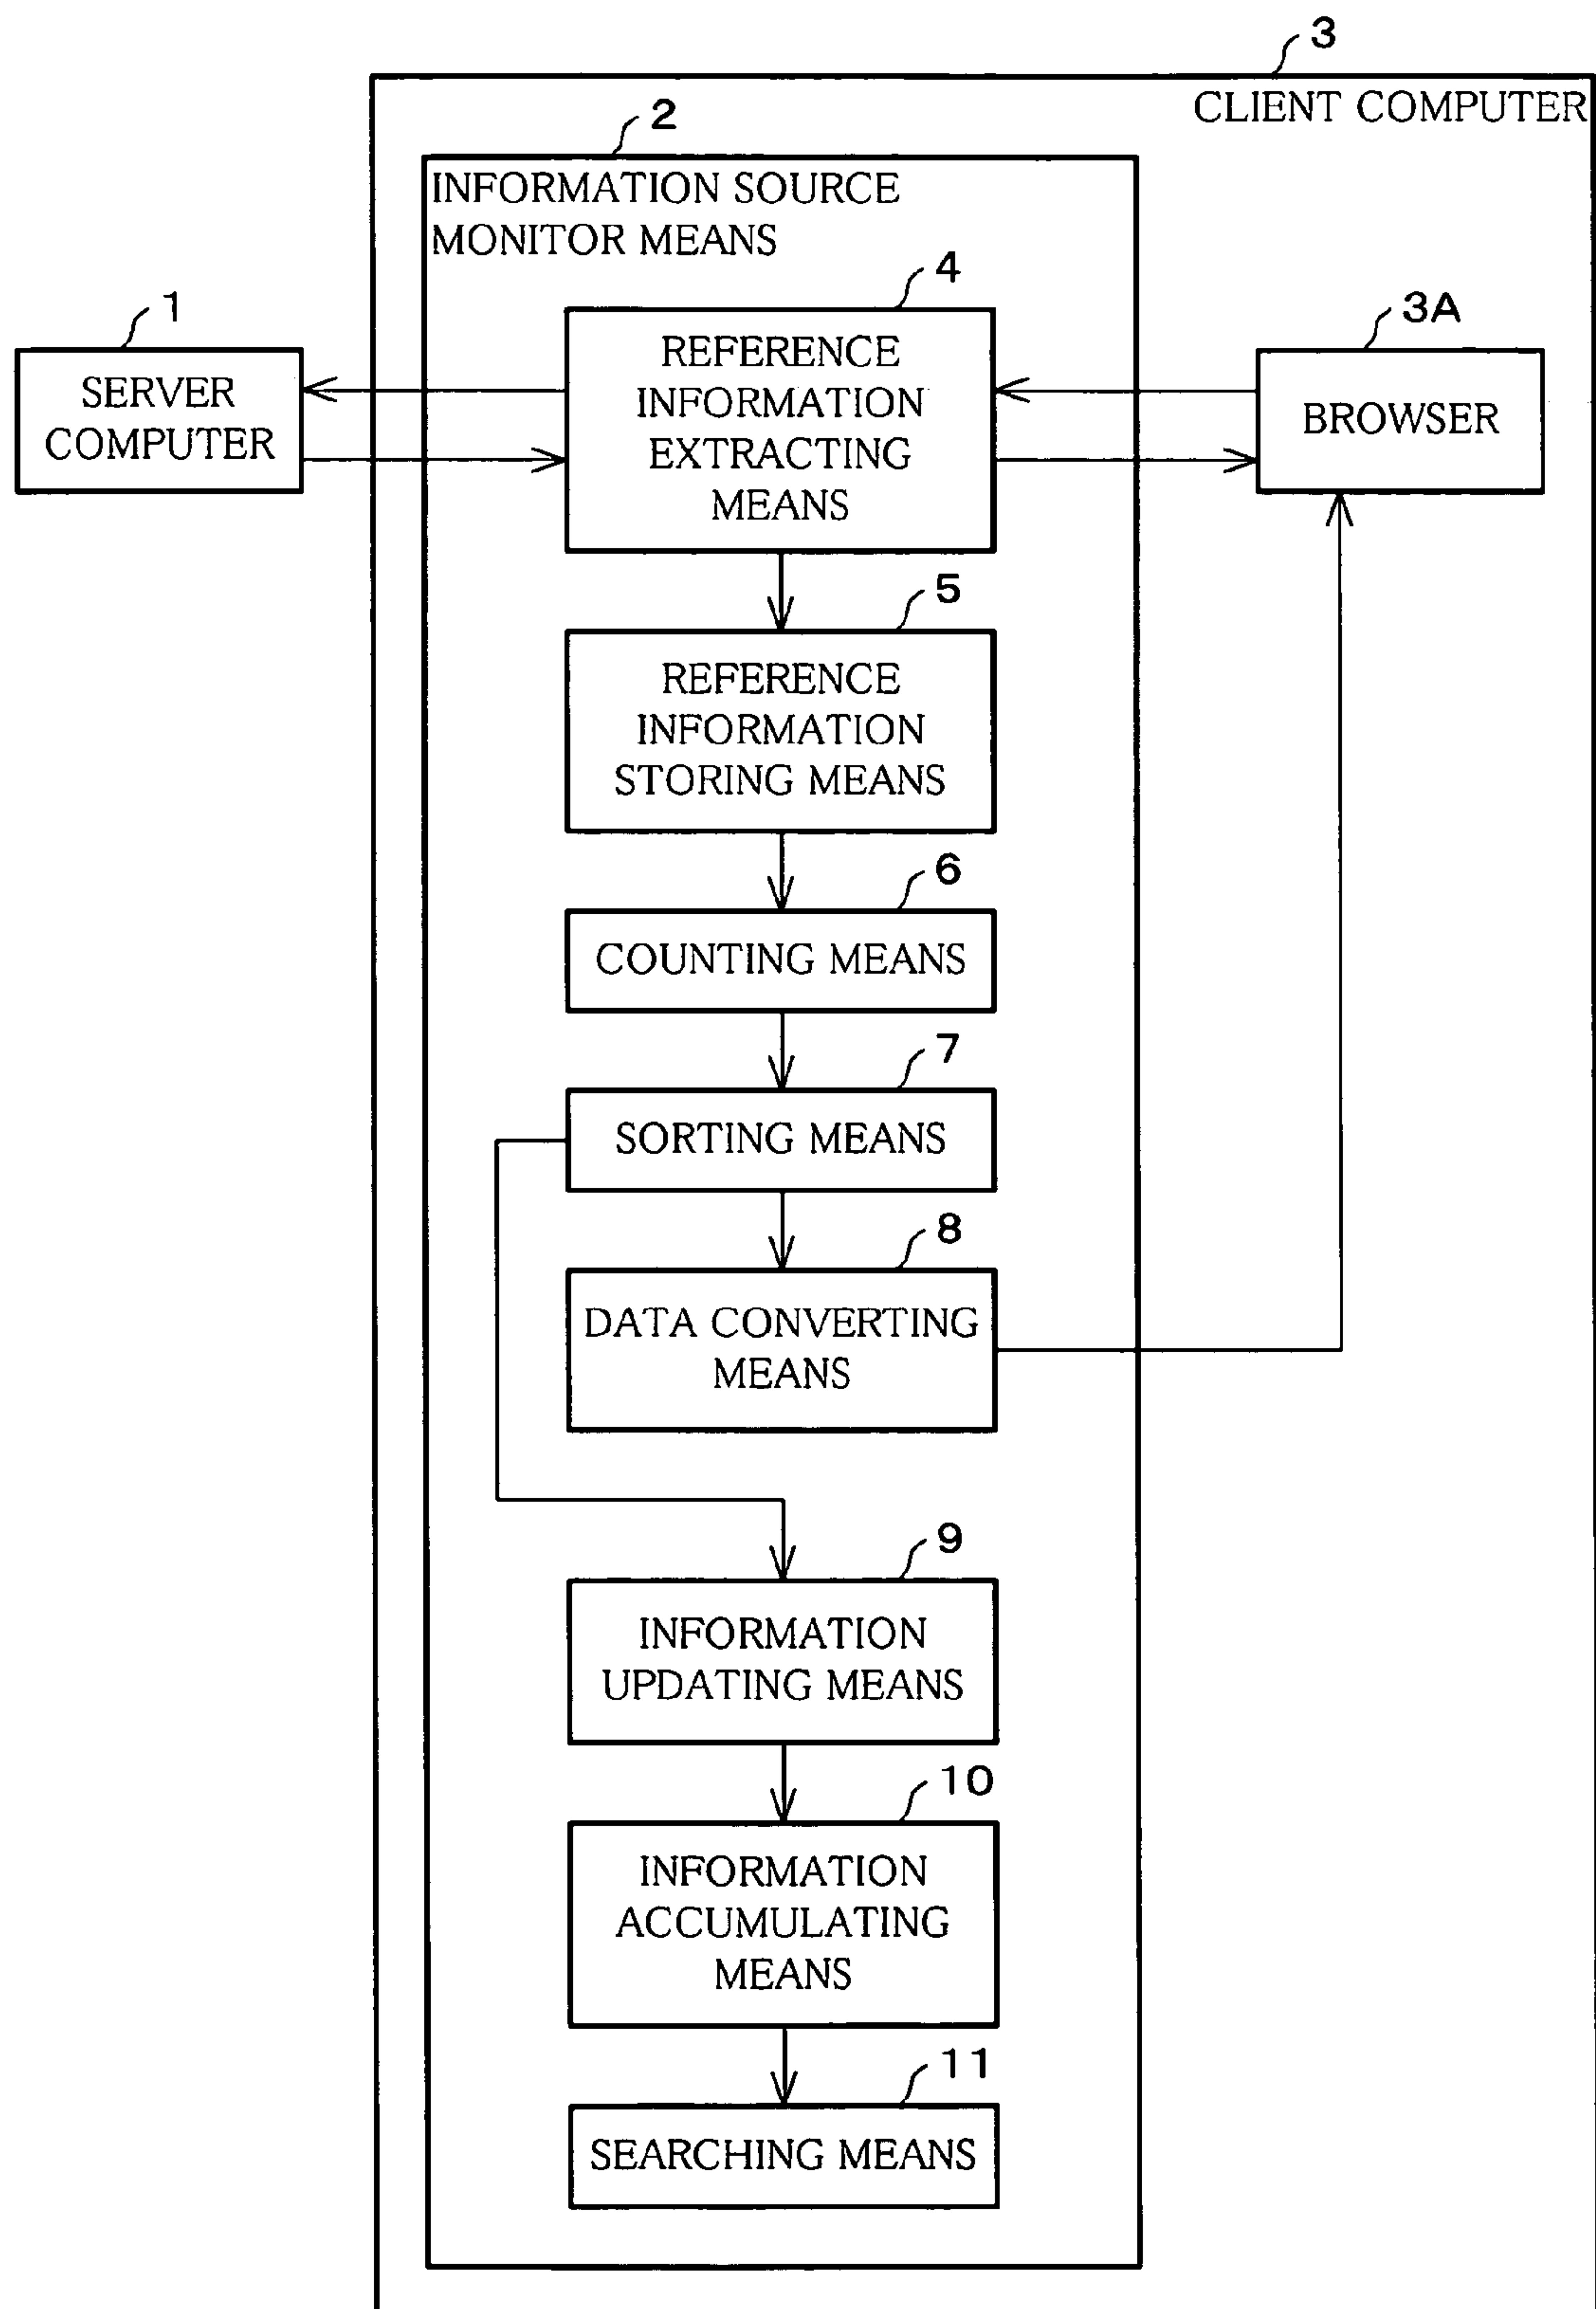 3
CLIENT COMPUTER
2
INFORMATION SOURCE
MONITOR MEANS
4
REFERENCE
INFORMATION
EXTRACTING
MEANS
1
SERVER
COMPUTER
3A
BROWSER
5
REFERENCE
INFORMATION
STORING MEANS
6
COUNTING MEANS
7
SORTING MEANS
8
DATA CONVERTING
MEANS
9
INFORMATION
UPDATING MEANS
10
INFORMATION
ACCUMULATING
MEANS
11
SEARCHING MEANS